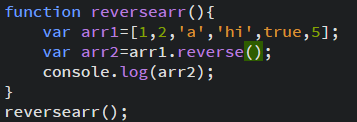 function reversearr(){
    var arr1=[1,2,'a','hi',true,5];
    var arr2=arr1.reverse();
    console.log(arr2);
}
reversearr();